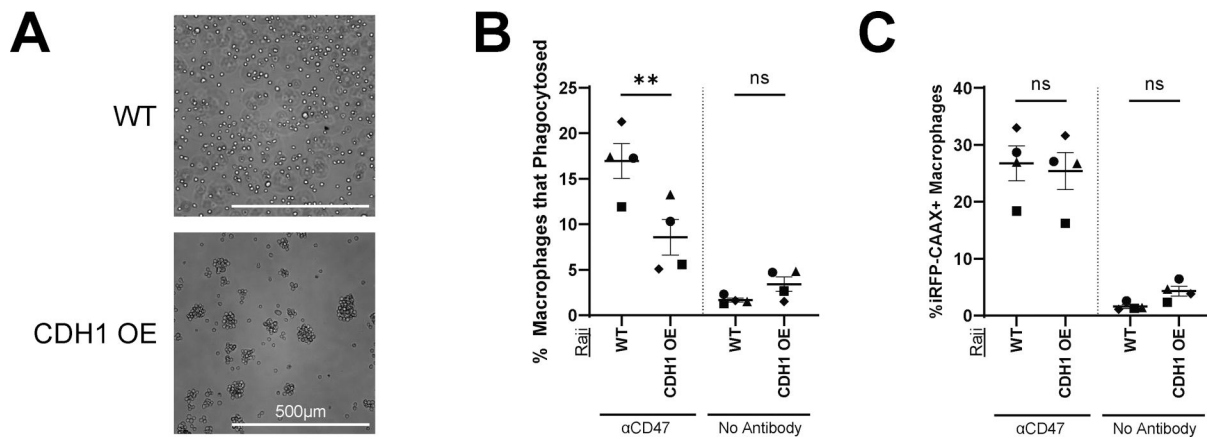 A
WT
CDH1 OE
500µm
B
% Macrophages that Phagocytosed
25
20
15
10
5
0
**
ns
Raji
WT
CDH1 OE
WT
CDH1 OE
αCD47
No Antibody
C
%iRFP-CAAX+ Macrophages
40
30
20
10
0
ns
ns
Raji
WT
CDH1 OE
WT
CDH1 OE
αCD47
No Antibody